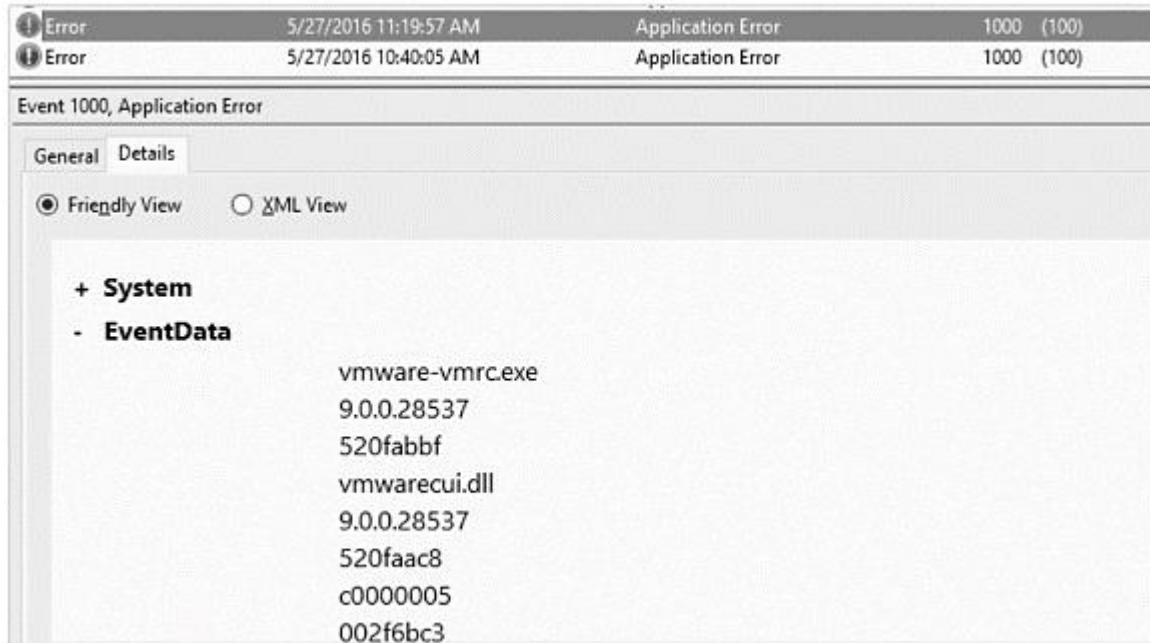 Error 5/27/2016 11:19:57 AM Application Error 1000 (100)
Error 5/27/2016 10:40:05 AM Application Error 1000 (100)
Event 1000, Application Error
General Details
Friendly View XML View
+ System
- EventData
vmware-vmrc.exe
9.0.0.28537
520fabbf
vmwarecui.dll
9.0.0.28537
520faac8
c0000005
002f6bc3